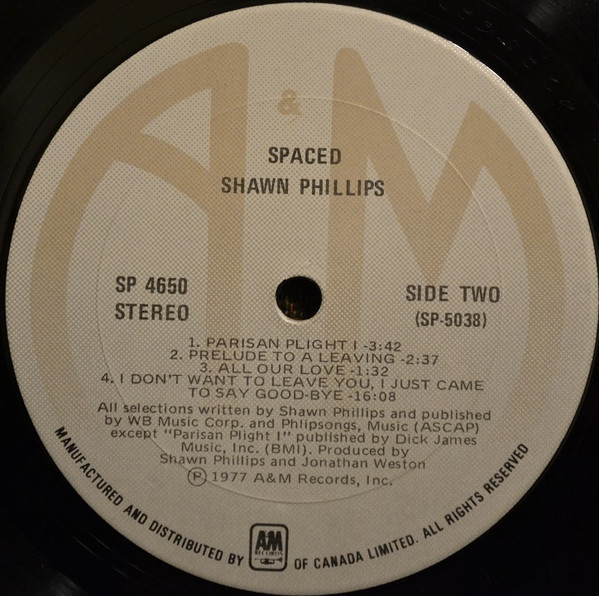 A & M
SPACED
SHAWN PHILLIPS
SP 4650
STEREO
SIDE TWO
(SP-5038)
1. PARISAN PLIGHT I -3:42
2. PRELUDE TO A LEAVING -2:37
3. ALL OUR LOVE -1:32
4. I DON'T WANT TO LEAVE YOU, I JUST CAME
TO SAY GOOD-BYE -16:08
All selections written by Shawn Phillips and published
by WB Music Corp. and Phlipsongs, Music (ASCAP)
except "Parisan Plight I" published by Dick James
Music, Inc. (BMI). Produced by
Shawn Phillips and Jonathan Weston
Ⓟ 1977 A&M Records, Inc.
MANUFACTURED AND DISTRIBUTED BY A&M RECORDS OF CANADA LIMITED. ALL RIGHTS RESERVED